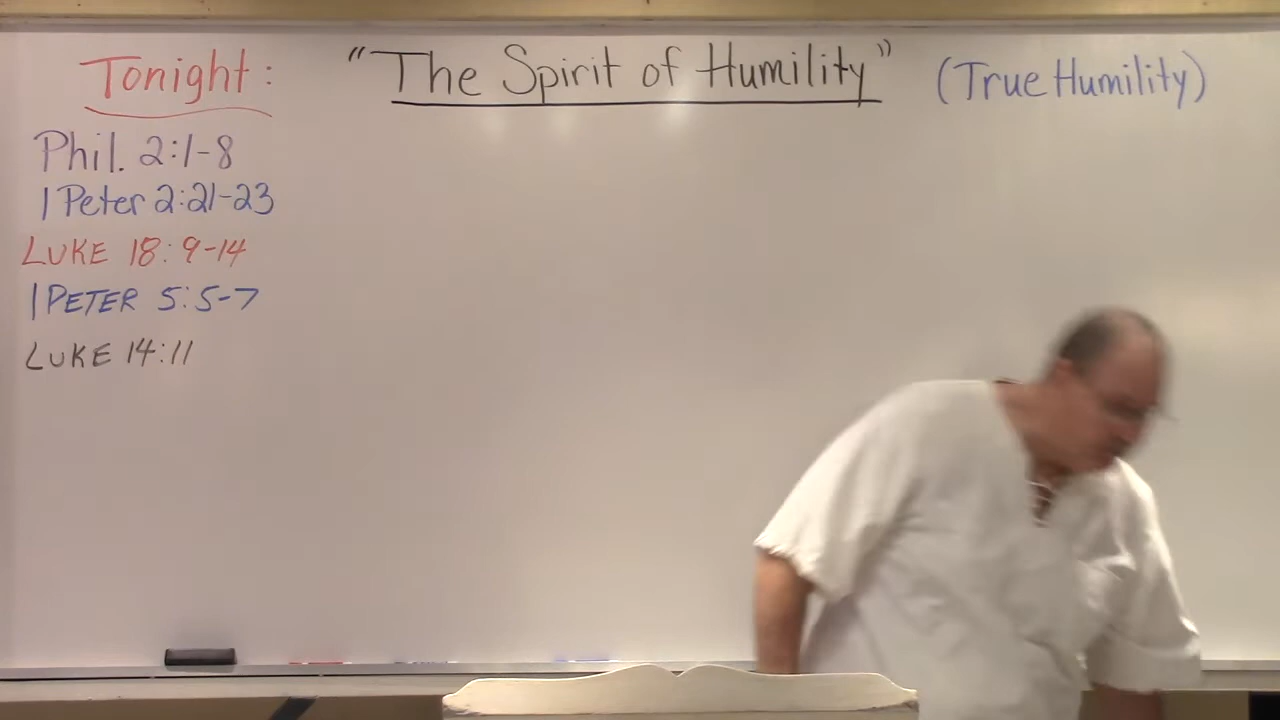 Tonight: "The Spirit of Humility" (True Humility)
Phil. 2:1-8
1 Peter 2:21-23
LUKE 18:9-14
1 PETER 5:5-7
LUKE 14:11